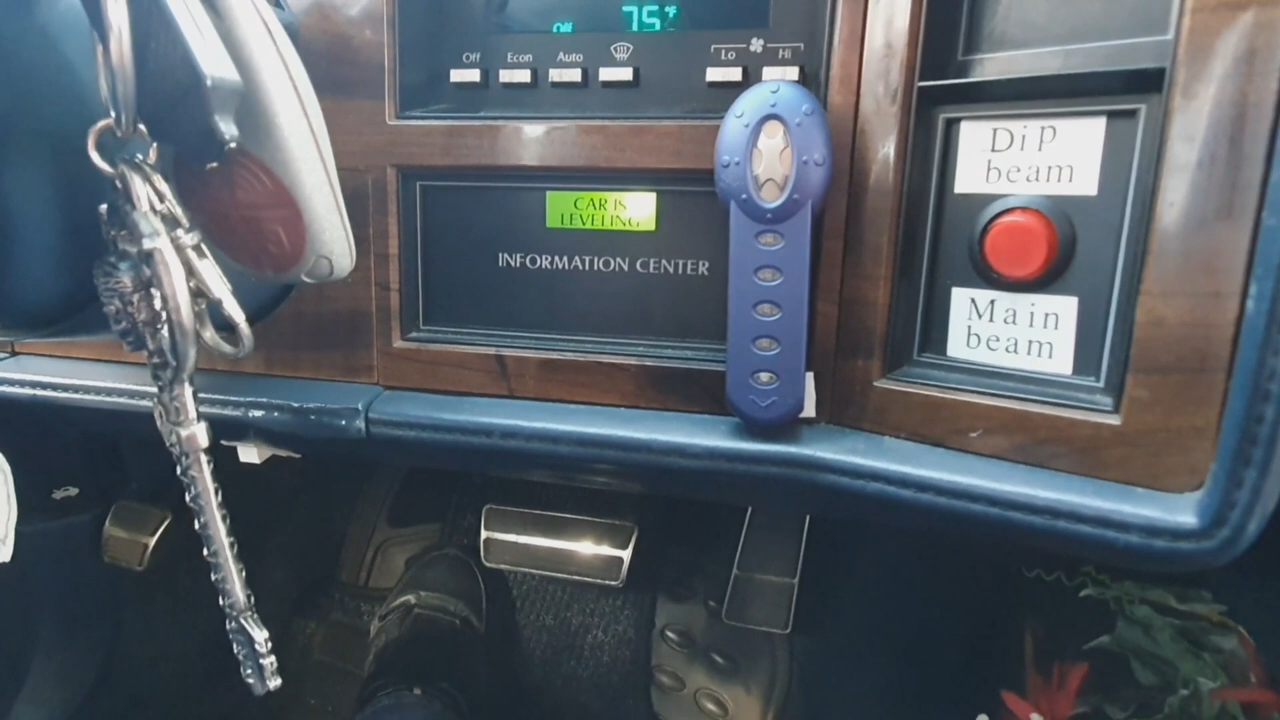 Off 75°F
Off Econ Auto Lo Hi
CAR IS
LEVELING
INFORMATION CENTER
Dip
beam
Main
beam